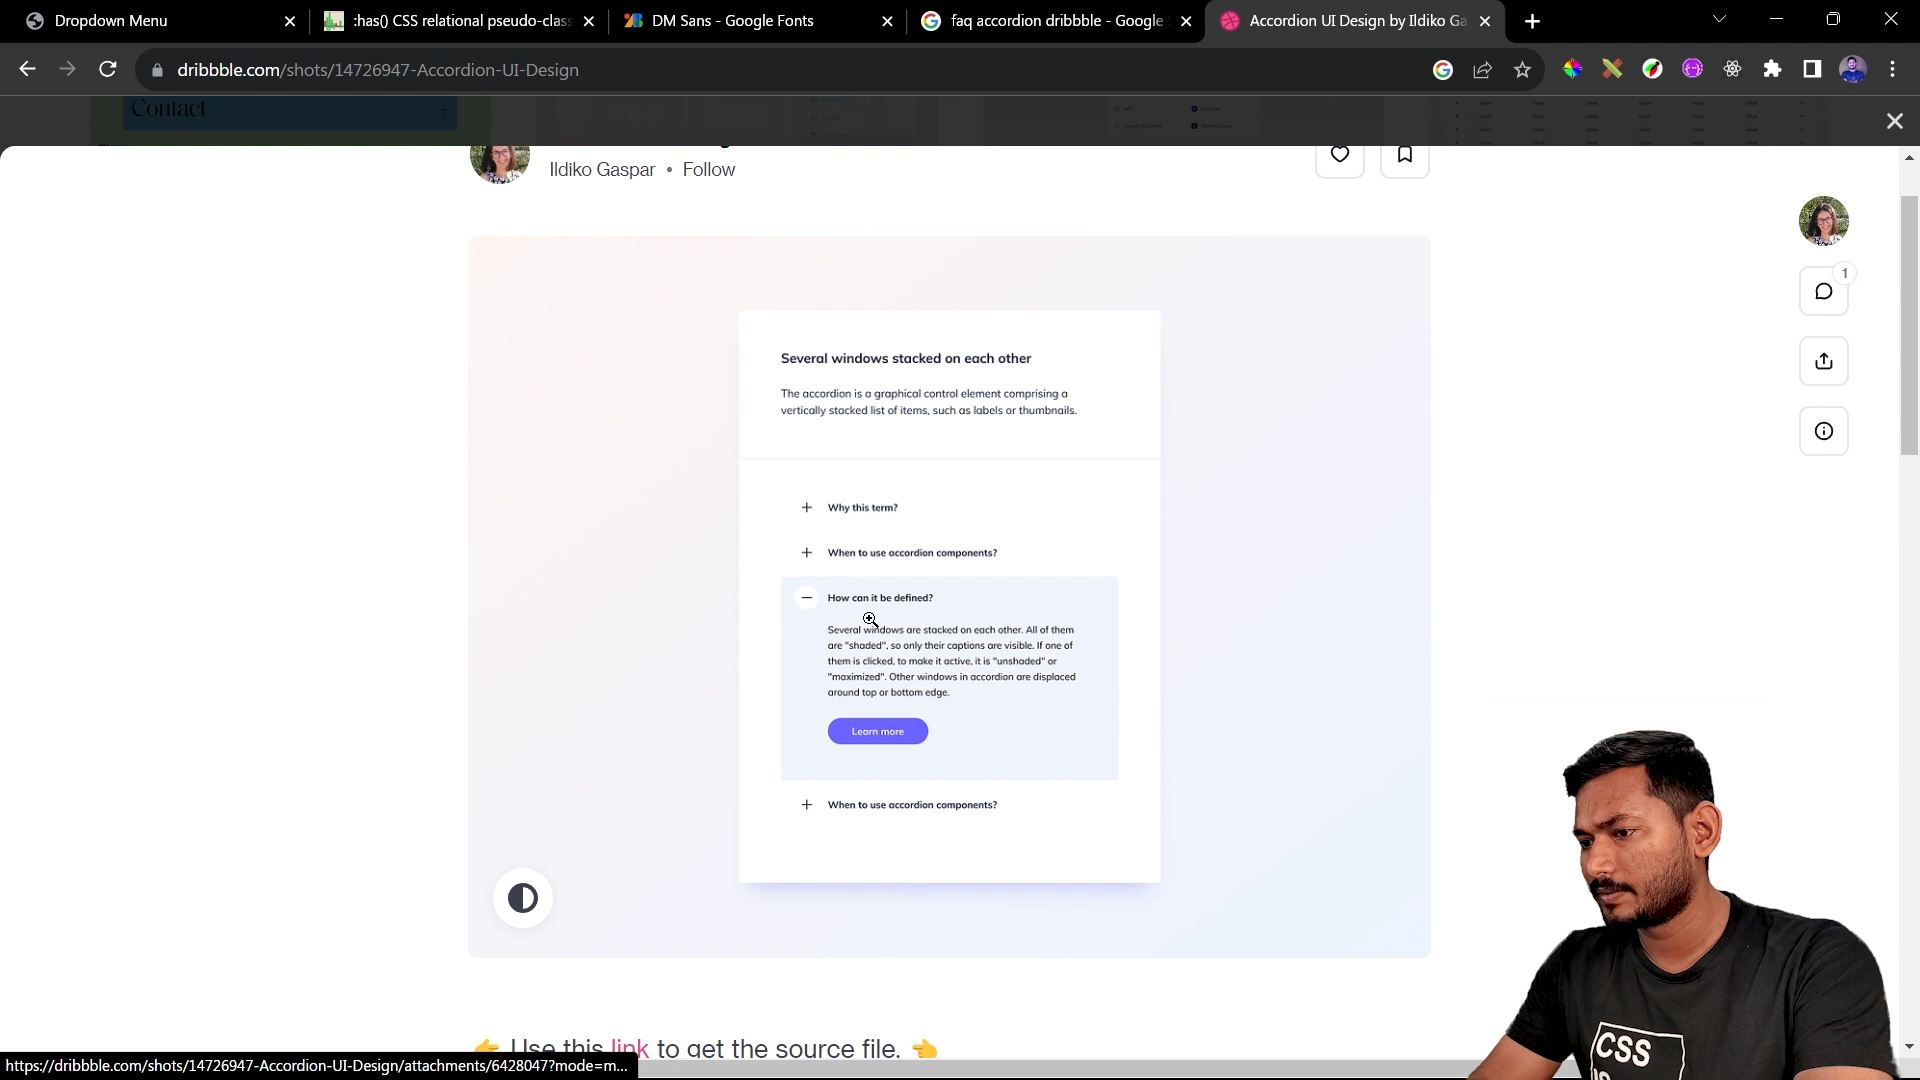 Dropdown Menu
:has() CSS relational pseudo-class
DM Sans - Google Fonts
faq accordion dribbble - Google
Accordion UI Design by Ildiko Ga
dribbble.com/shots/14726947-Accordion-UI-Design
Contact
Ildiko Gaspar • Follow
1
Several windows stacked on each other
The accordion is a graphical control element comprising a
vertically stacked list of items, such as labels or thumbnails.
Why this term?
When to use accordion components?
How can it be defined?
Several windows are stacked on each other. All of them
are "shaded", so only their captions are visible. If one of
them is clicked, to make it active, it is "unshaded" or
"maximized". Other windows in accordion are displaced
around top or bottom edge.
Learn more
When to use accordion components?
👉 Use this link to get the source file. 👈
https://dribbble.com/shots/14726947-Accordion-UI-Design/attachments/6428047?mode=m...
CSS
IS